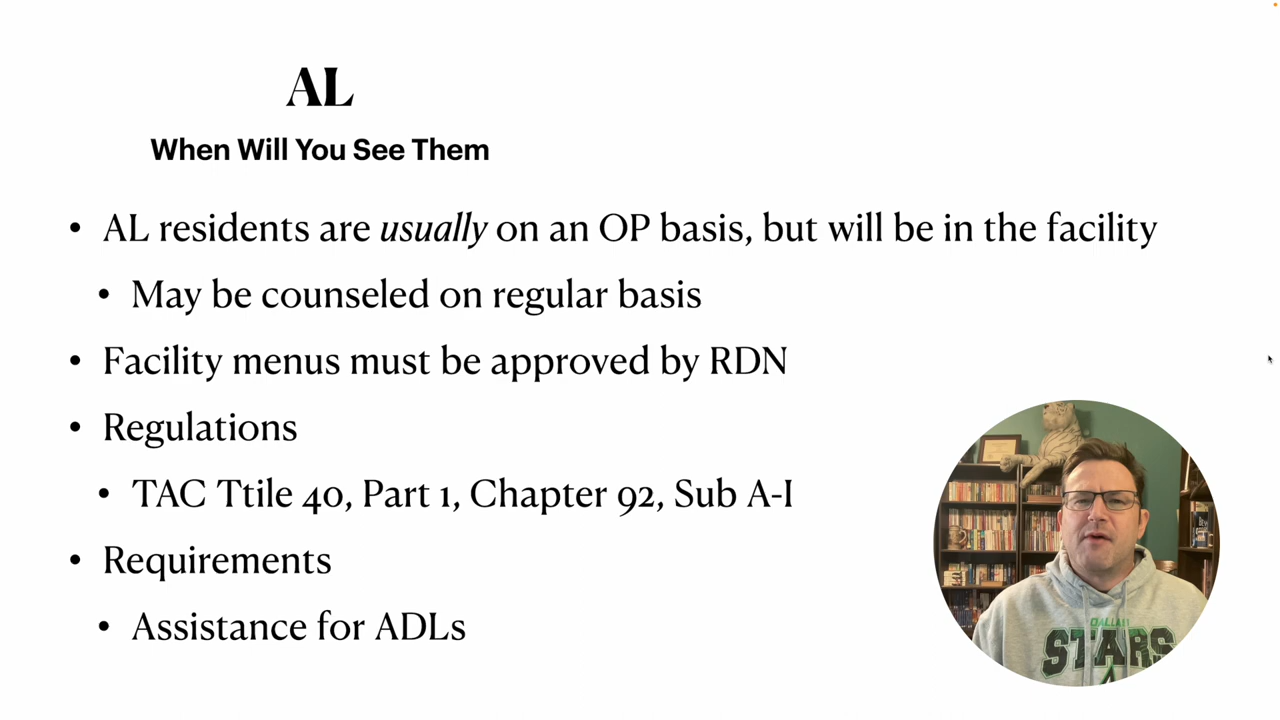 AL
When Will You See Them
• AL residents are usually on an OP basis, but will be in the facility
• May be counseled on regular basis
• Facility menus must be approved by RDN
• Regulations
• TAC Ttile 40, Part 1, Chapter 92, Sub A-I
• Requirements
• Assistance for ADLs
DALLAS
STARS